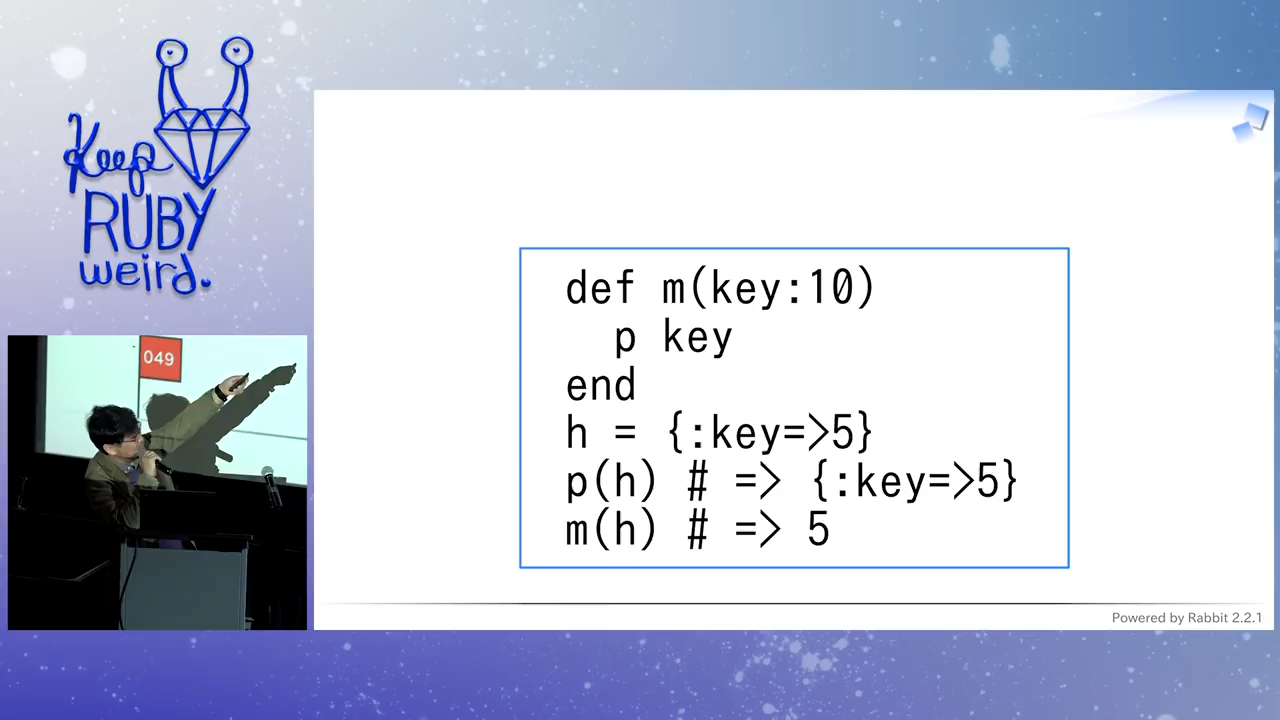 Keep
RUBY
weird.
049
def m(key:10)
  p key
end
h = {:key=>5}
p(h) # => {:key=>5}
m(h) # => 5
Powered by Rabbit 2.2.1